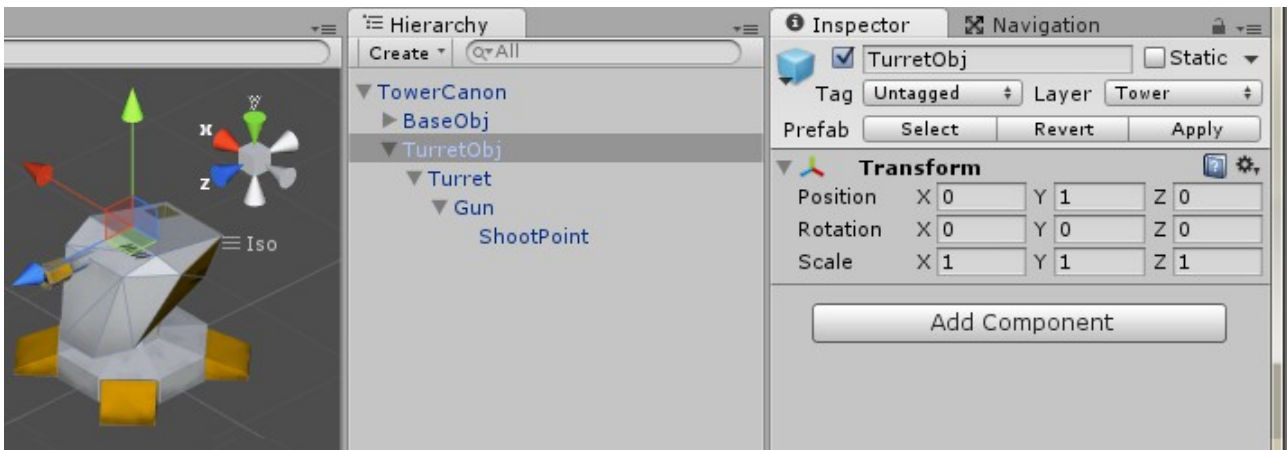 Y
X
Z
Iso
Hierarchy
Create All
TowerCanon
BaseObj
TurretObj
Turret
Gun
ShootPoint
Inspector Navigation
TurretObj Static
Tag Untagged Layer Tower
Prefab Select Revert Apply
Transform
Position X 0 Y 1 Z 0
Rotation X 0 Y 0 Z 0
Scale X 1 Y 1 Z 1
Add Component